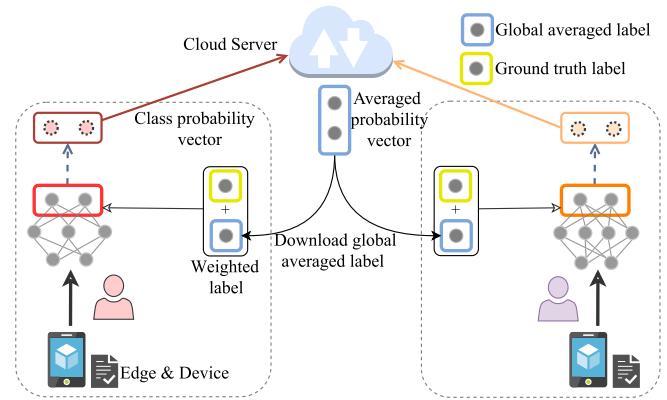 Cloud Server
Global averaged label
Ground truth label
Class probability
vector
Averaged
probability
vector
+
+
Weighted
label
Download global
averaged label
Edge & Device